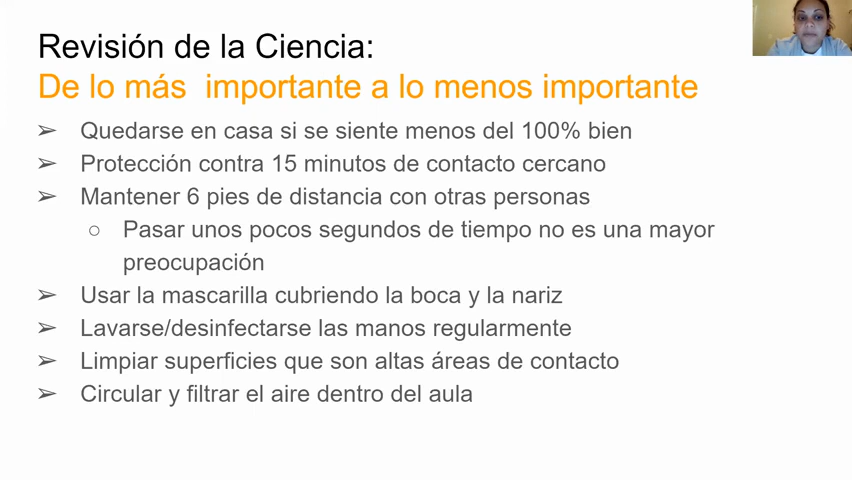 Revisión de la Ciencia:
De lo más  importante a lo menos importante
➢ Quedarse en casa si se siente menos del 100% bien
➢ Protección contra 15 minutos de contacto cercano
➢ Mantener 6 pies de distancia con otras personas
○ Pasar unos pocos segundos de tiempo no es una mayor
preocupación
➢ Usar la mascarilla cubriendo la boca y la nariz
➢ Lavarse/desinfectarse las manos regularmente
➢ Limpiar superficies que son altas áreas de contacto
➢ Circular y filtrar el aire dentro del aula